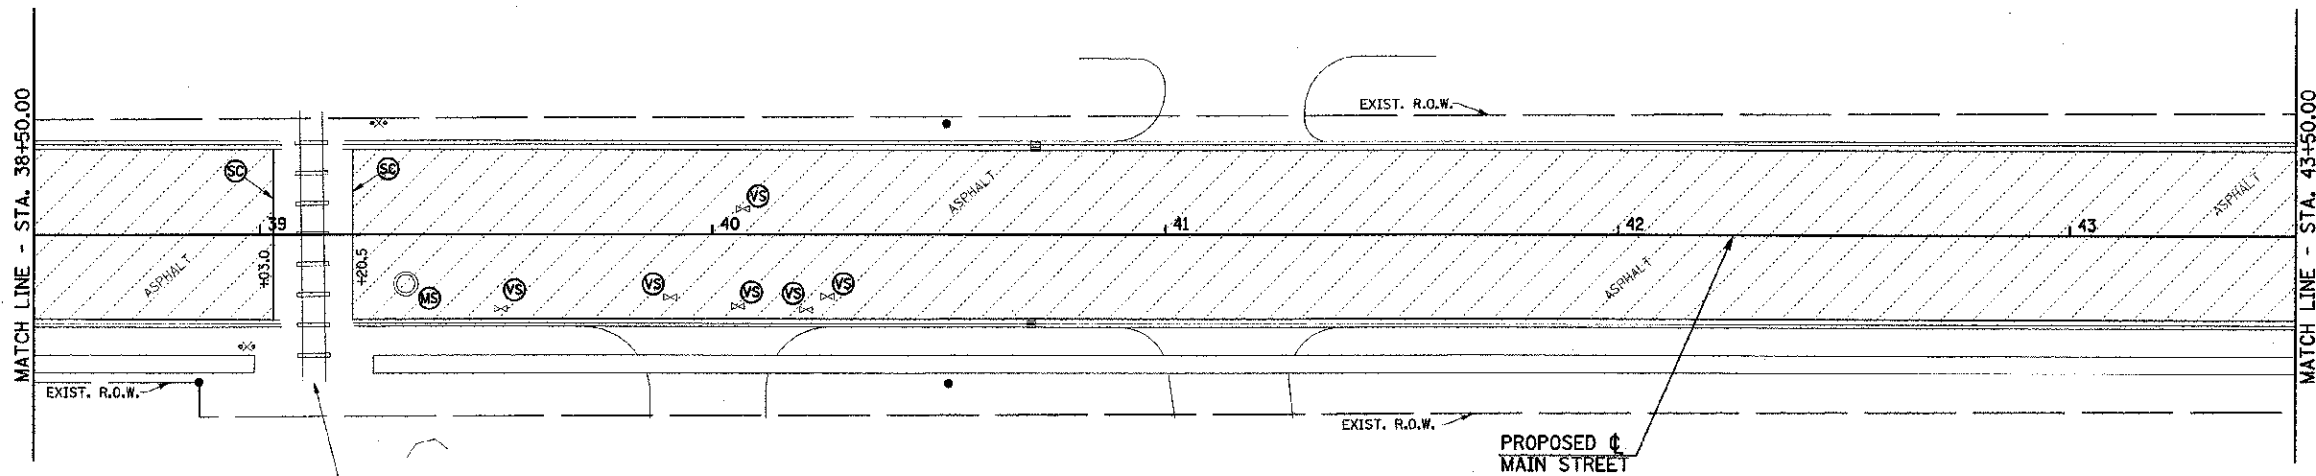 MATCH LINE - STA. 38+50.00
EXIST. R.O.W.
MATCH LINE - STA. 43+50.00
SC
SC
VS
ASPHALT
ASPHALT
39
40
41
42
43
+03.0
+20.5
ASPHALT
MS
VS
VS
VS
VS
VS
ASPHALT
EXIST. R.O.W.
EXIST. R.O.W.
PROPOSED ℄
MAIN STREET